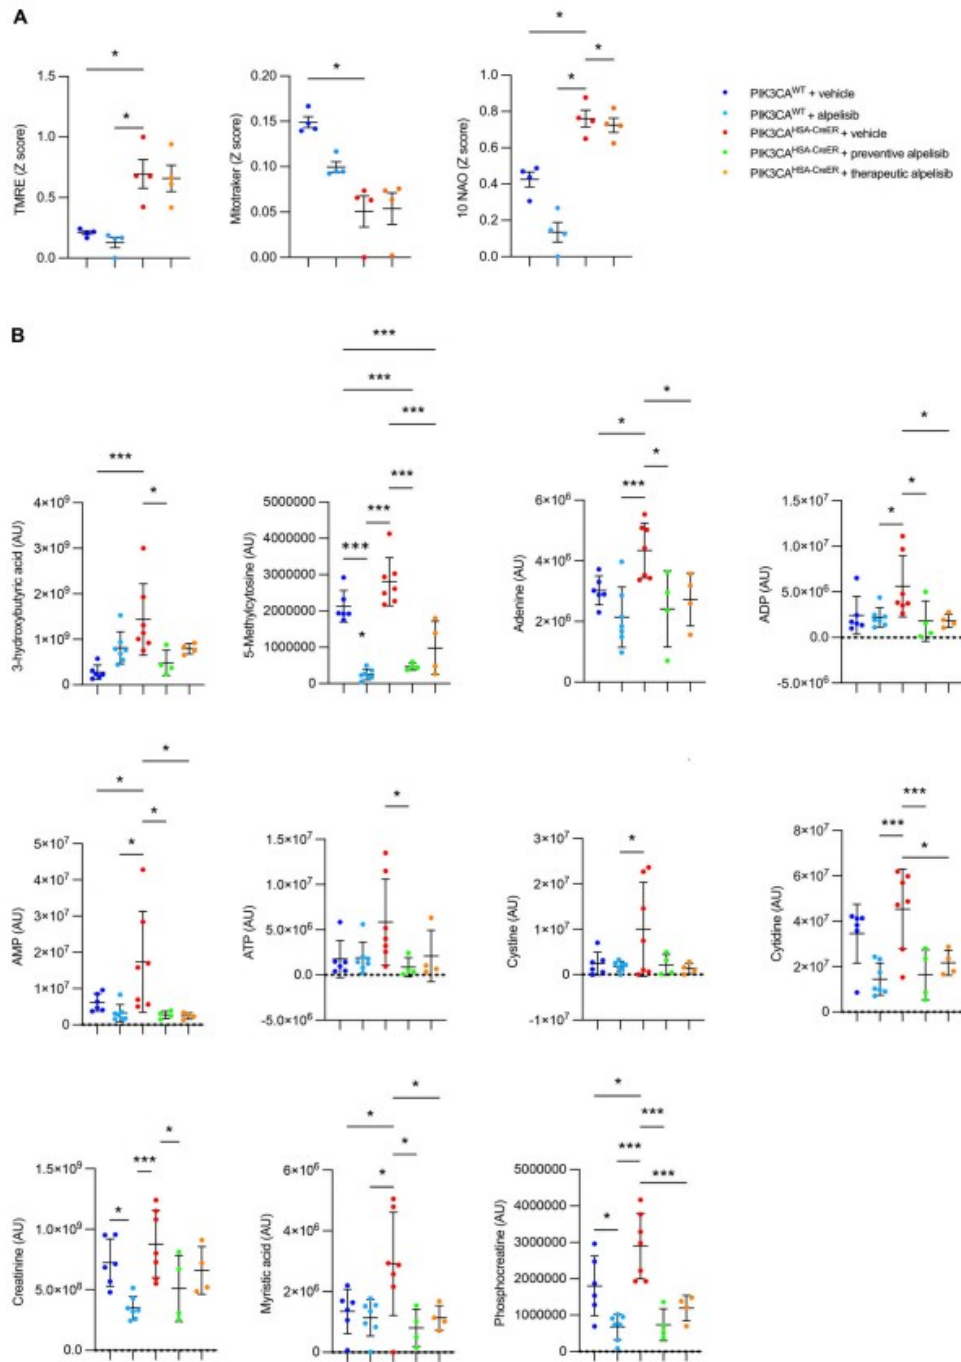 A
* * * * * *
TMRE (Z score)
1.5
1.0
0.5
0.0
Mitotraker (Z score)
0.20
0.15
0.10
0.05
0.00
10 NAO (Z score)
1.0
0.8
0.6
0.4
0.2
0.0
PIK3CAWT + vehicle
PIK3CAWT + alpelisib
PIK3CAHSA-CreER + vehicle
PIK3CAHSA-CreER + preventive alpelisib
PIK3CAHSA-CreER + therapeutic alpelisib
B
*** *
3-hydroxybutyric acid (AU)
4×10⁹
3×10⁹
2×10⁹
1×10⁹
0
*** *** *** *** *** *** *
5-Methylcytosine (AU)
5000000
4000000
3000000
2000000
1000000
0
* * * ***
Adenine (AU)
6×10⁶
4×10⁶
2×10⁶
0
* * *
ADP (AU)
1.5×10⁷
1.0×10⁷
5.0×10⁶
0.0
-5.0×10⁶
* * * *
AMP (AU)
5×10⁷
4×10⁷
3×10⁷
2×10⁷
1×10⁷
0
*
ATP (AU)
1.5×10⁷
1.0×10⁷
5.0×10⁶
0.0
-5.0×10⁶
*
Cystine (AU)
3×10⁷
2×10⁷
1×10⁷
0
-1×10⁷
*** *** *
Cytidine (AU)
8×10⁷
6×10⁷
4×10⁷
2×10⁷
0
* *** *
Creatinine (AU)
1.5×10⁹
1.0×10⁹
5.0×10⁸
0.0
* * * *
Myristic acid (AU)
6×10⁶
4×10⁶
2×10⁶
0
* *** *** *** *
Phosphocreatine (AU)
5000000
4000000
3000000
2000000
1000000
0